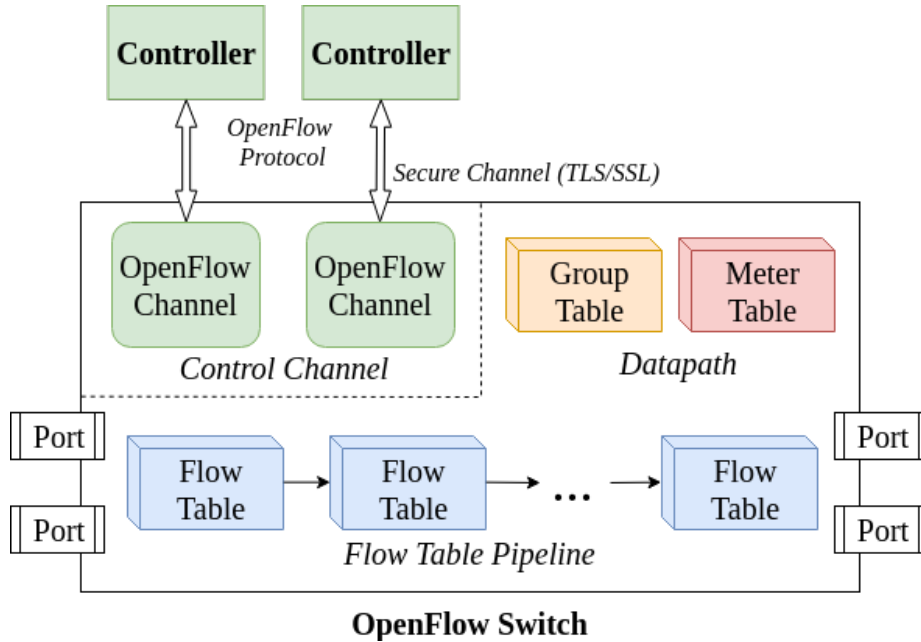 Controller
Controller
OpenFlow
Protocol
Secure Channel (TLS/SSL)
OpenFlow
Channel
OpenFlow
Channel
Control Channel
Group
Table
Meter
Table
Datapath
Port
Port
Port
Port
Flow
Table
Flow
Table
...
Flow
Table
Flow Table Pipeline
OpenFlow Switch